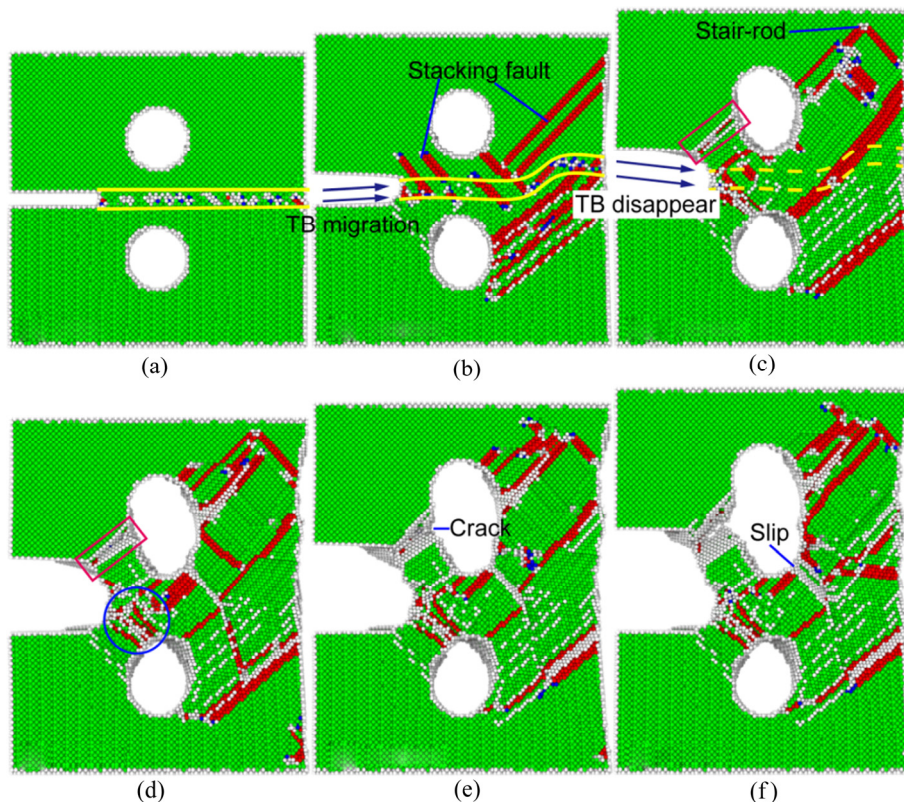 Stair-rod
Stacking fault
TB migration
TB disappear
(a)
(b)
(c)
Crack
Slip
(d)
(e)
(f)